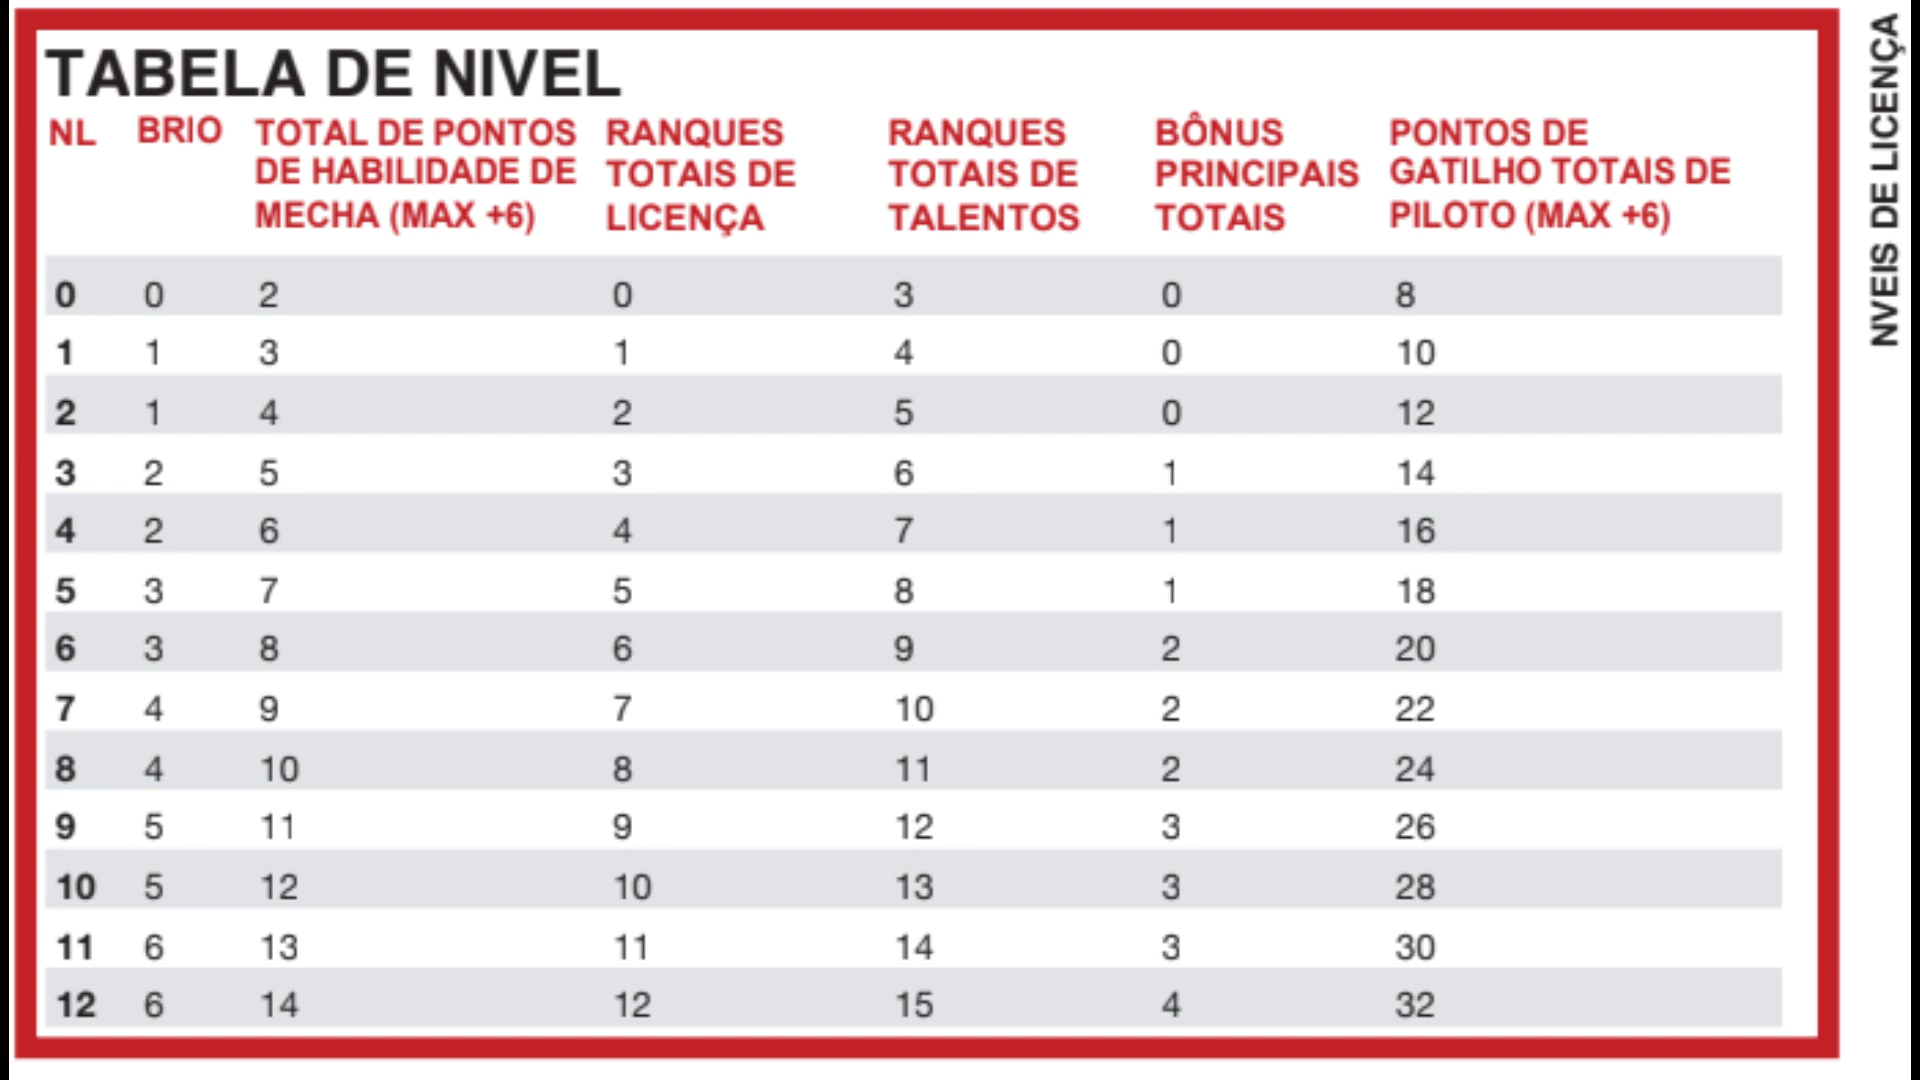 TABELA DE NIVEL
NL BRIO TOTAL DE PONTOS DE HABILIDADE DE MECHA (MAX +6) RANQUES TOTAIS DE LICENÇA RANQUES TOTAIS DE TALENTOS BÔNUS PRINCIPAIS TOTAIS PONTOS DE GATILHO TOTAIS DE PILOTO (MAX +6)
0 0 2 0 3 0 8
1 1 3 1 4 0 10
2 1 4 2 5 0 12
3 2 5 3 6 1 14
4 2 6 4 7 1 16
5 3 7 5 8 1 18
6 3 8 6 9 2 20
7 4 9 7 10 2 22
8 4 10 8 11 2 24
9 5 11 9 12 3 26
10 5 12 10 13 3 28
11 6 13 11 14 3 30
12 6 14 12 15 4 32
NVEIS DE LICENÇA